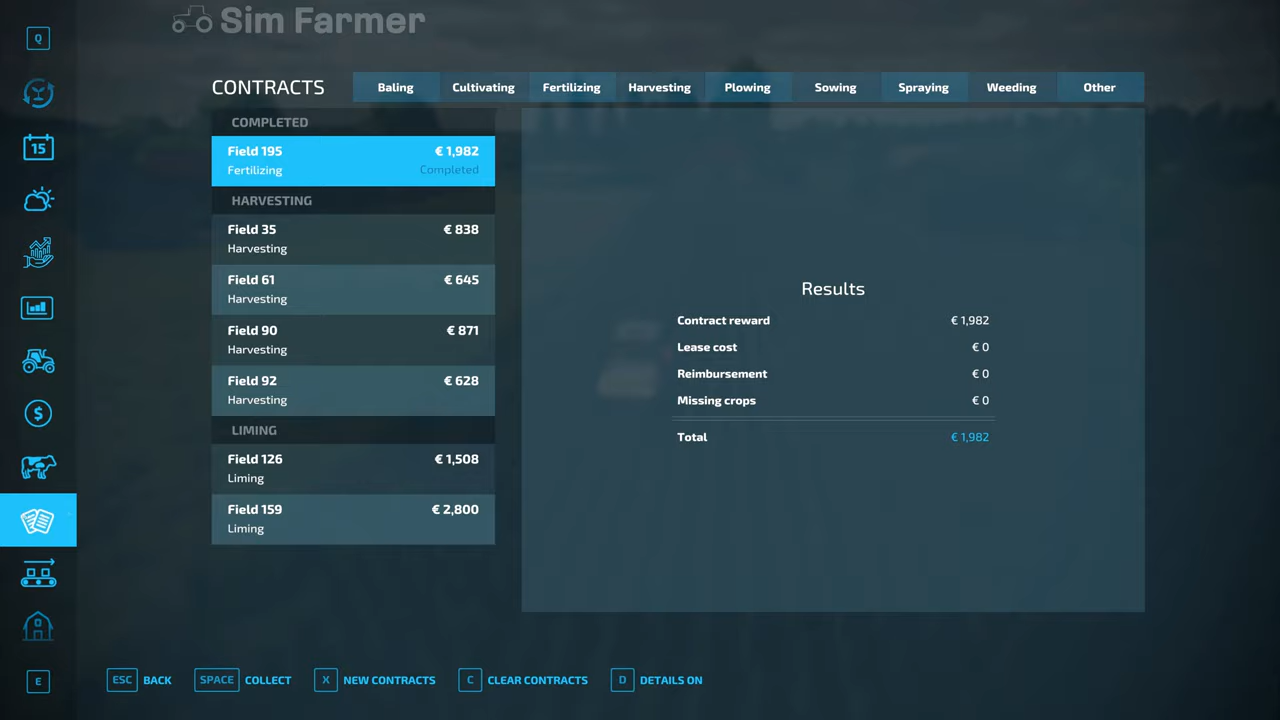 Sim Farmer
Q
CONTRACTS
Baling Cultivating Fertilizing Harvesting Plowing Sowing Spraying Weeding Other
15
COMPLETED
Field 195 € 1,982
Fertilizing Completed
HARVESTING
Field 35 € 838
Harvesting
Field 61 € 645
Harvesting
Field 90 € 871
Harvesting
Field 92 € 628
Harvesting
LIMING
Field 126 € 1,508
Liming
Field 159 € 2,800
Liming
Results
Contract reward € 1,982
Lease cost € 0
Reimbursement € 0
Missing crops € 0
Total € 1,982
$
E
ESC BACK SPACE COLLECT X NEW CONTRACTS C CLEAR CONTRACTS D DETAILS ON